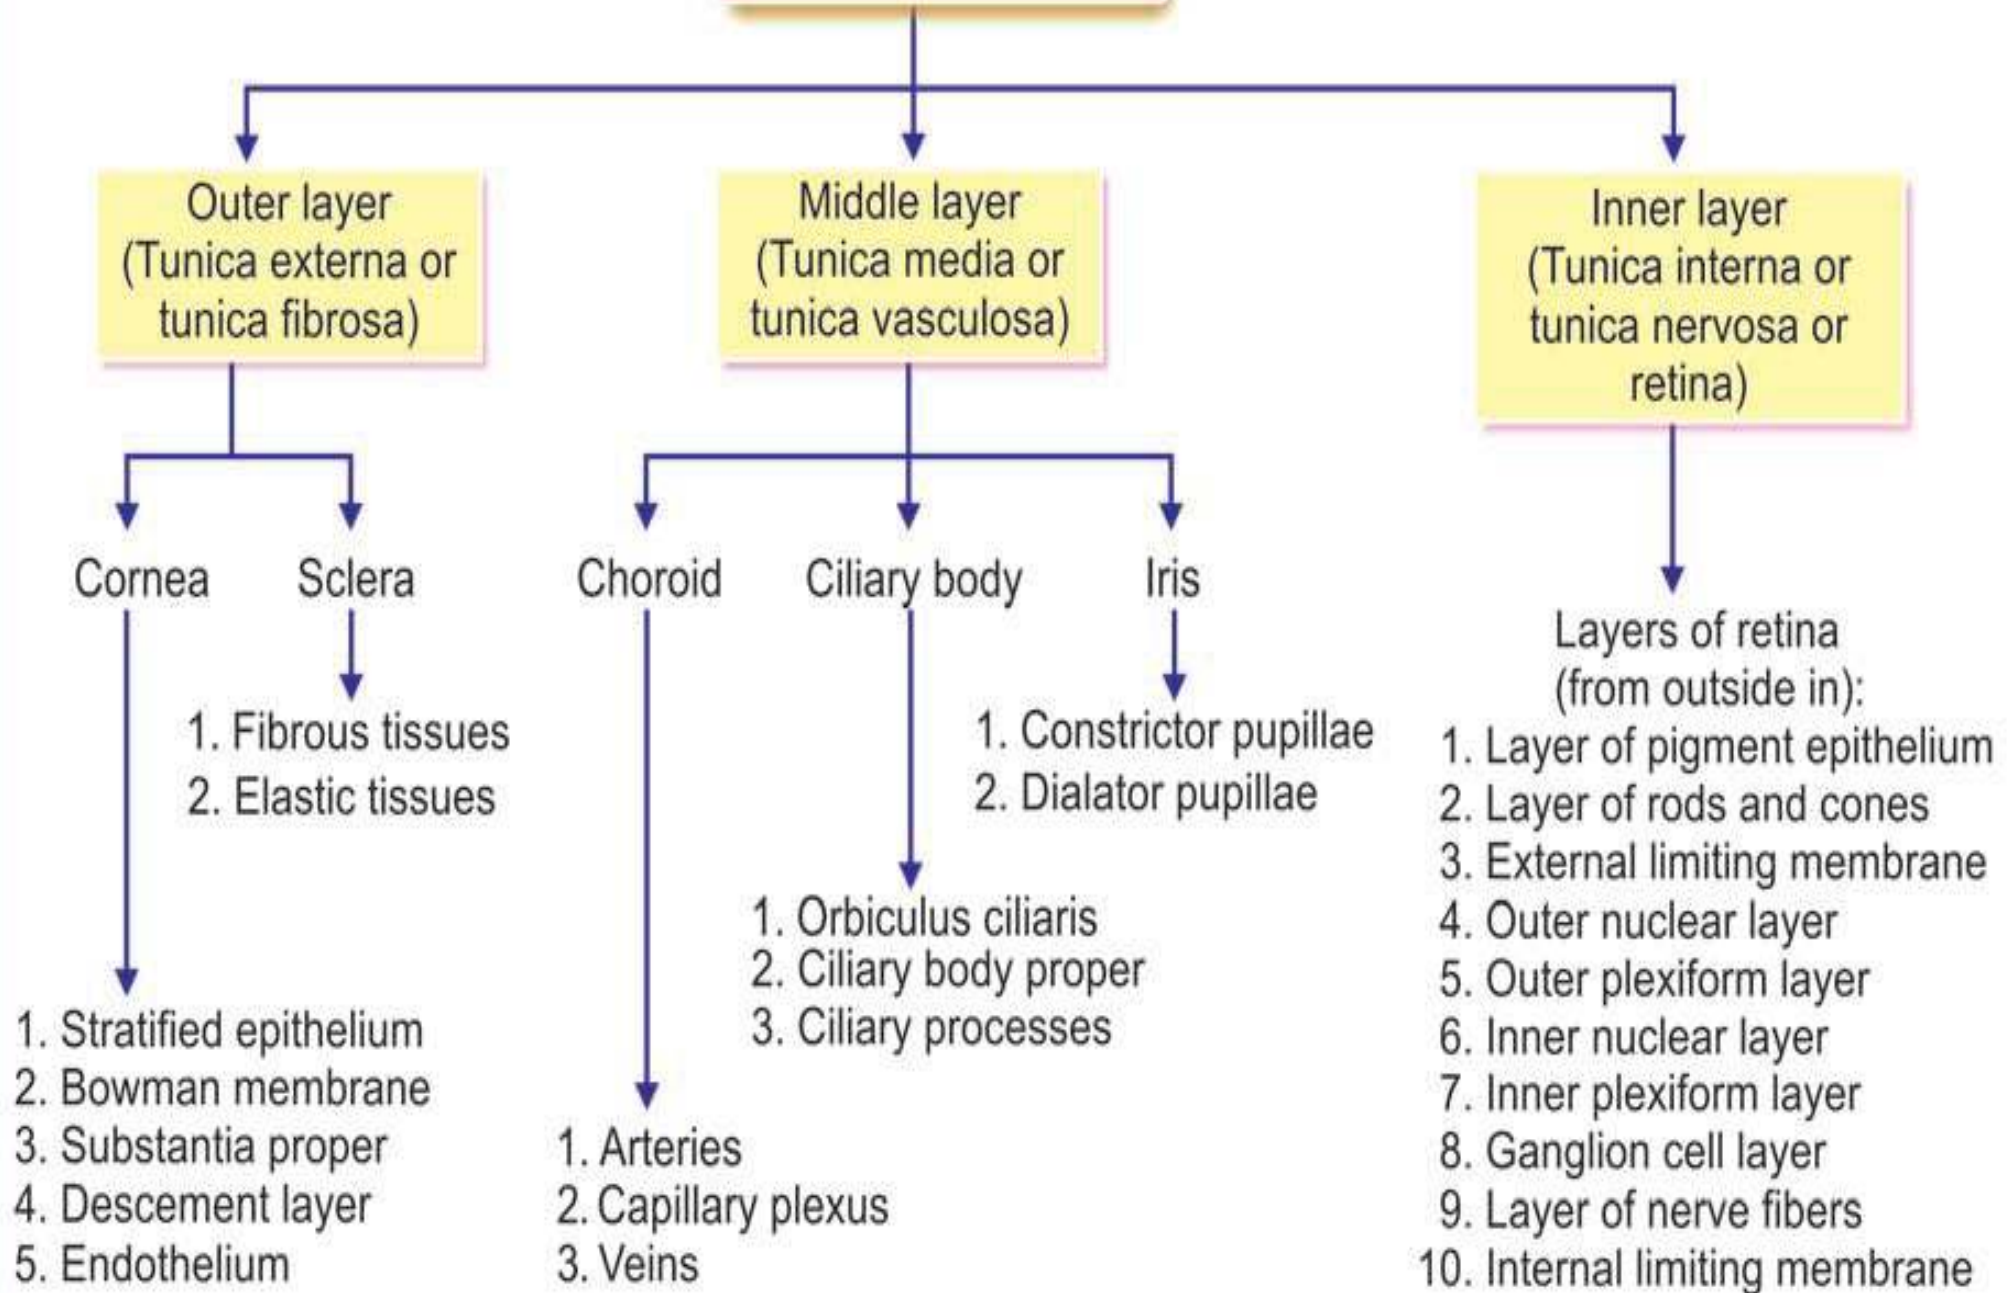 Outer layer
(Tunica externa or
tunica fibrosa)
Middle layer
(Tunica media or
tunica vasculosa)
Inner layer
(Tunica interna or
tunica nervosa or
retina)
Cornea
Sclera
Choroid
Ciliary body
Iris
1. Fibrous tissues
2. Elastic tissues
1. Constrictor pupillae
2. Dialator pupillae
1. Orbiculus ciliaris
2. Ciliary body proper
3. Ciliary processes
1. Stratified epithelium
2. Bowman membrane
3. Substantia proper
4. Descement layer
5. Endothelium
1. Arteries
2. Capillary plexus
3. Veins
Layers of retina
(from outside in):
1. Layer of pigment epithelium
2. Layer of rods and cones
3. External limiting membrane
4. Outer nuclear layer
5. Outer plexiform layer
6. Inner nuclear layer
7. Inner plexiform layer
8. Ganglion cell layer
9. Layer of nerve fibers
10. Internal limiting membrane